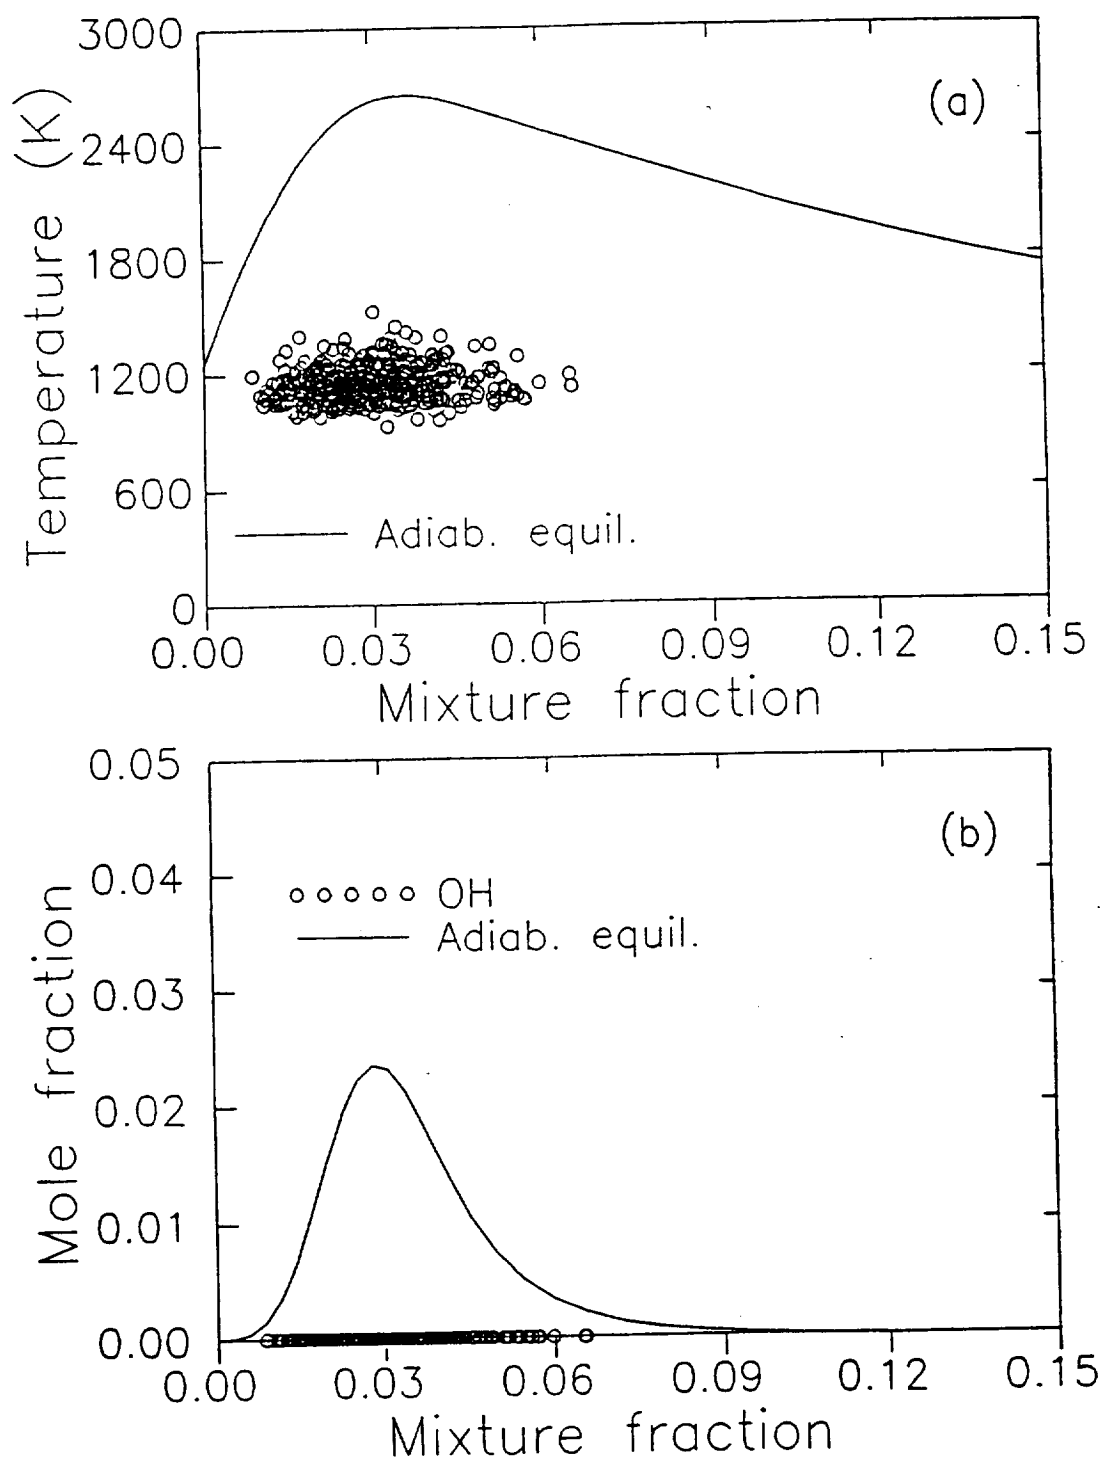 3000
(a)
2400
1800
1200
600
0
Temperature (K)
Adiab. equil.
0.00 0.03 0.06 0.09 0.12 0.15
Mixture fraction
0.05
(b)
0.04
0.03
0.02
0.01
0.00
Mole fraction
OH
Adiab. equil.
0.00 0.03 0.06 0.09 0.12 0.15
Mixture fraction